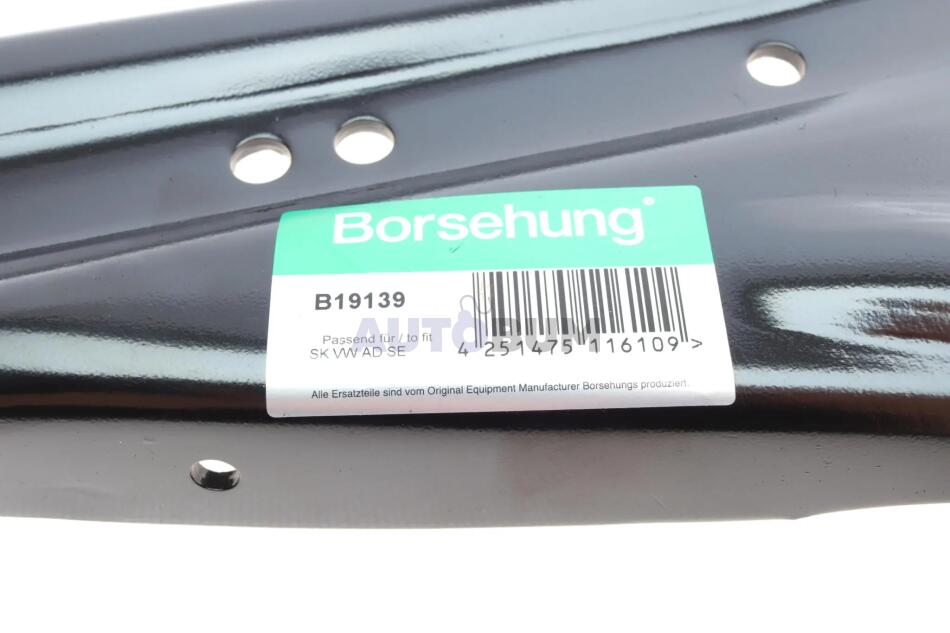 Borsehung®
B19139
AUTOBUM
Passend für / to fit
SK VW AD SE
4 251475 116109 >
Alle Ersatzteile sind vom Original Equipment Manufacturer Borsehungs produziert.